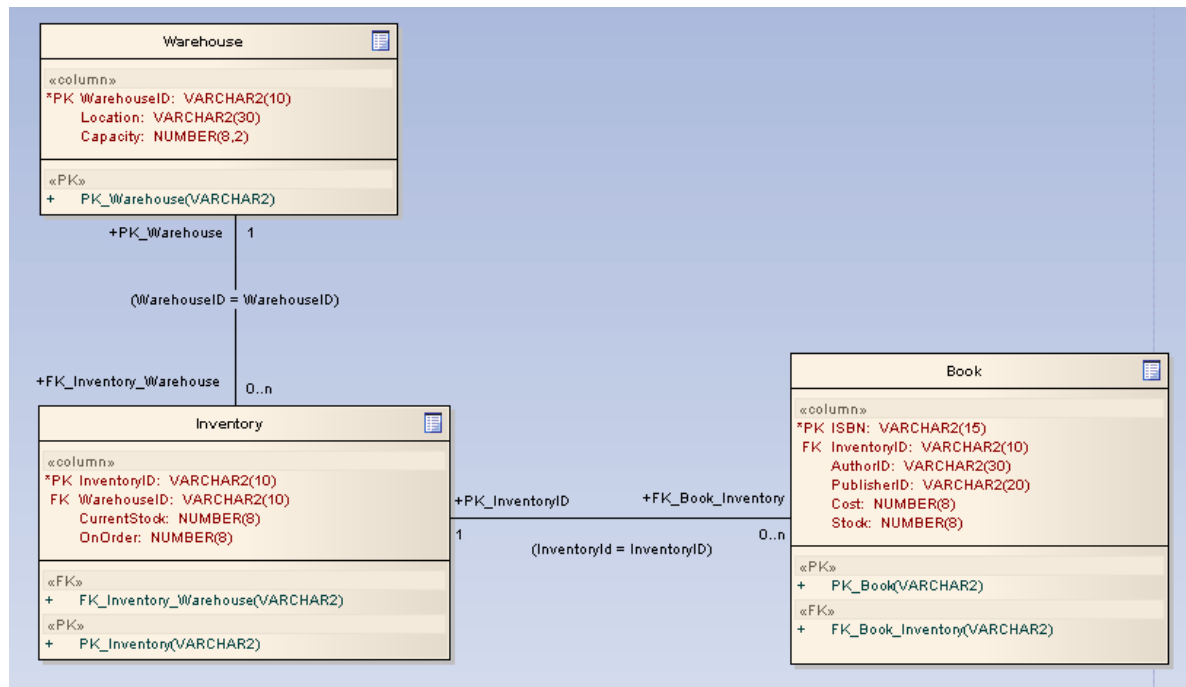 Warehouse
«column»
*PK WarehouseID: VARCHAR2(10)
Location: VARCHAR2(30)
Capacity: NUMBER(8,2)
«PK»
+ PK_Warehouse(VARCHAR2)
+PK_Warehouse 1
(WarehouseID = WarehouseID)
+FK_Inventory_Warehouse 0..n
Inventory
«column»
*PK InventoryID: VARCHAR2(10)
FK WarehouseID: VARCHAR2(10)
CurrentStock: NUMBER(8)
OnOrder: NUMBER(8)
«FK»
+ FK_Inventory_Warehouse(VARCHAR2)
«PK»
+ PK_Inventory(VARCHAR2)
+PK_InventoryID +FK_Book_Inventory
1 0..n
(InventoryId = InventoryID)
Book
«column»
*PK ISBN: VARCHAR2(15)
FK InventoryID: VARCHAR2(10)
AuthorID: VARCHAR2(30)
PublisherID: VARCHAR2(20)
Cost: NUMBER(8)
Stock: NUMBER(8)
«PK»
+ PK_Book(VARCHAR2)
«FK»
+ FK_Book_Inventory(VARCHAR2)